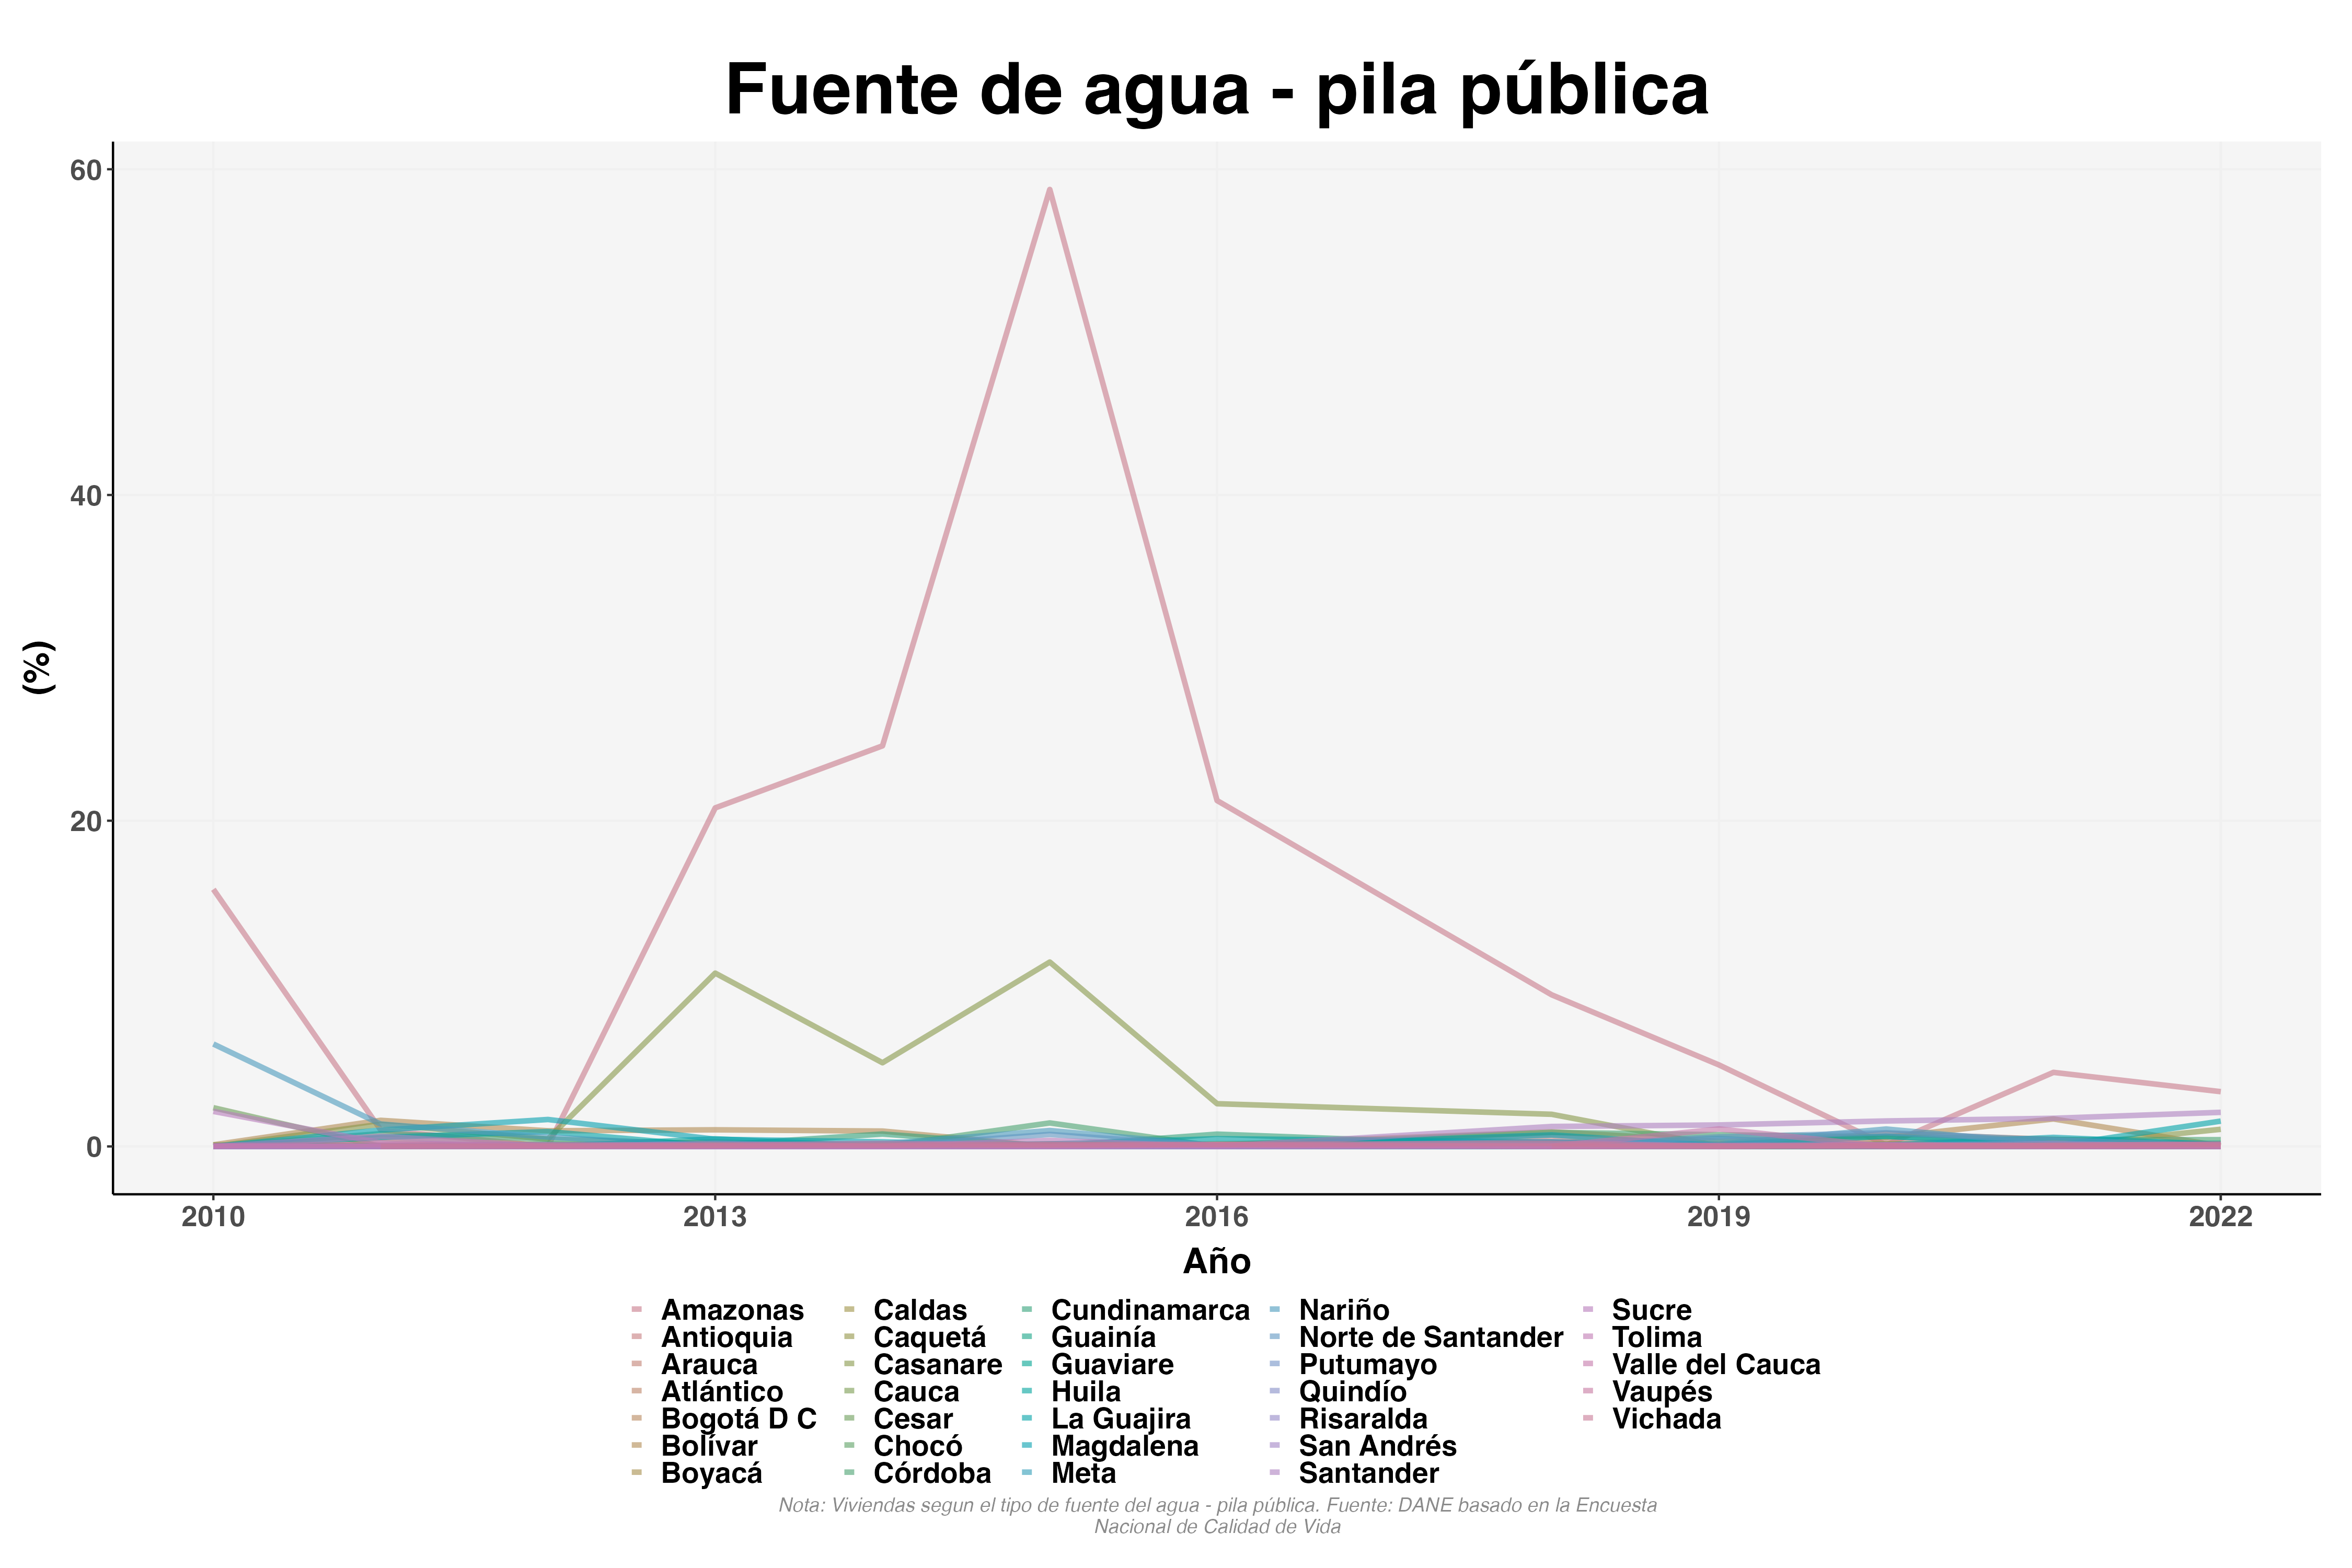 Fuente de agua - pila pública
60
40
20
0
(%)
2010 2013 2016 2019 2022
Año
Amazonas Caldas Cundinamarca Nariño Sucre
Antioquia Caquetá Guainía Norte de Santander Tolima
Arauca Casanare Guaviare Putumayo Valle del Cauca
Atlántico Cauca Huila Quindío Vaupés
Bogotá D C Cesar La Guajira Risaralda Vichada
Bolívar Chocó Magdalena San Andrés
Boyacá Córdoba Meta Santander
Nota: Viviendas segun el tipo de fuente del agua - pila pública. Fuente: DANE basado en la Encuesta
Nacional de Calidad de Vida